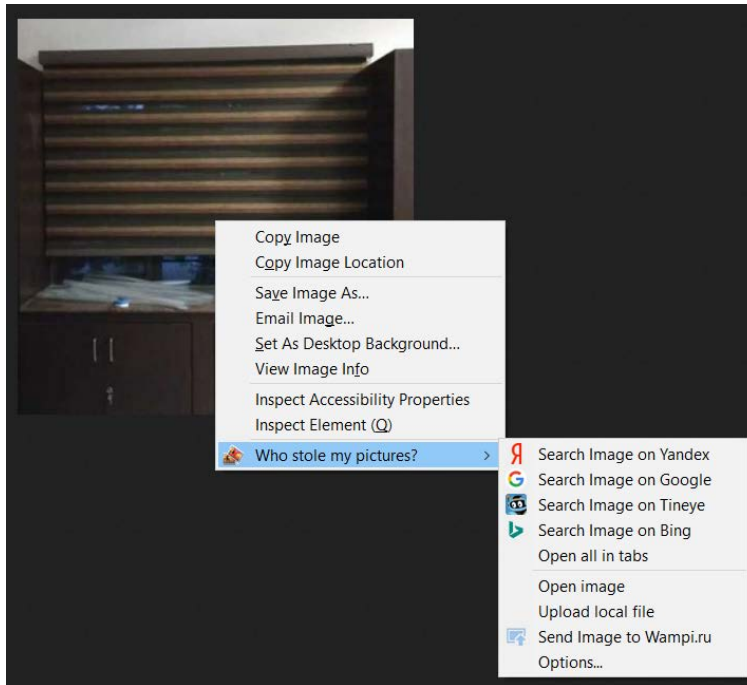 Copy Image
Copy Image Location
Save Image As...
Email Image...
Set As Desktop Background...
View Image Info
Inspect Accessibility Properties
Inspect Element (Q)
Who stole my pictures?
Search Image on Yandex
Search Image on Google
Search Image on Tineye
Search Image on Bing
Open all in tabs
Open image
Upload local file
Send Image to Wampi.ru
Options...